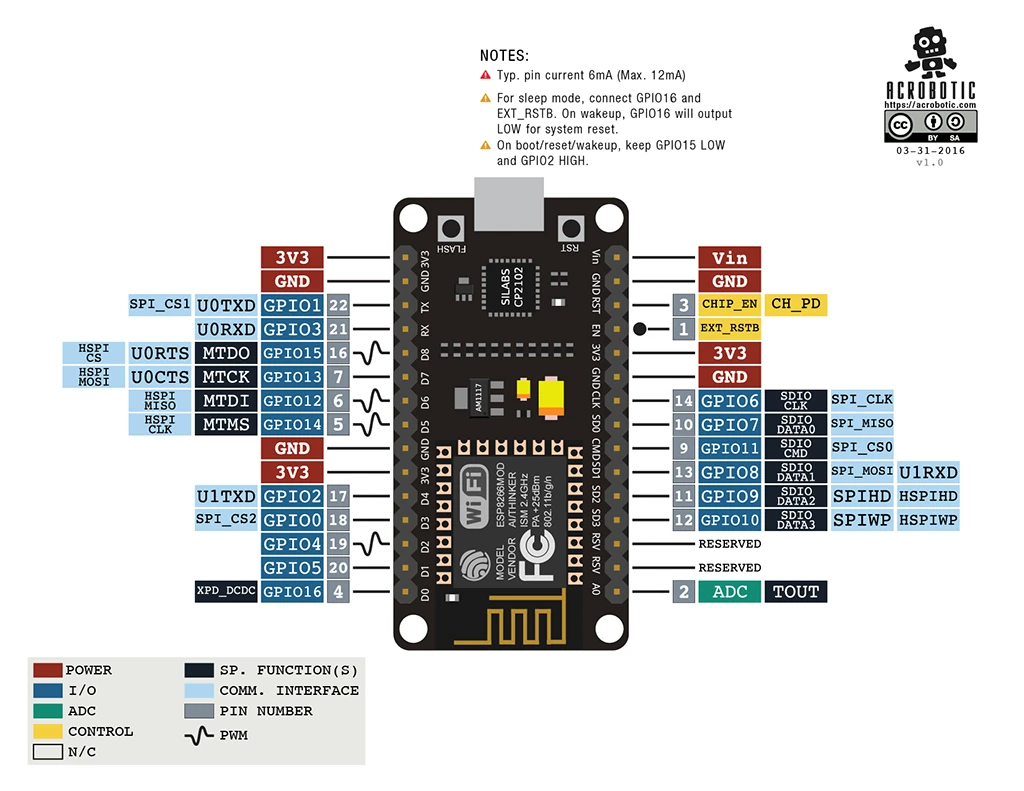 NOTES:
Typ. pin current 6mA (Max. 12mA)
For sleep mode, connect GPIO16 and
EXT_RSTB. On wakeup, GPIO16 will output
LOW for system reset.
On boot/reset/wakeup, keep GPIO15 LOW
and GPIO2 HIGH.
ACROBOTIC
https://acrobotic.com
CC BY SA
03-31-2016
v1.0
FLASH
RST
SILABS
CP2102
AM1117
3V3 3V3
GND GND
SPI_CS1 U0TXD GPIO1 22 TX
U0RXD GPIO3 21 RX
HSPI CS U0RTS MTDO GPIO15 16 D8
HSPI MOSI U0CTS MTCK GPIO13 7 D7
HSPI MISO MTDI GPIO12 6 D6
HSPI CLK MTMS GPIO14 5 D5
GND GND
3V3 3V3
U1TXD GPIO2 17 D4
SPI_CS2 GPIO0 18 D3
GPIO4 19 D2
GPIO5 20 D1
XPD_DCDC GPIO16 4 D0
Vin Vin
GND GND
RST 3 CHIP_EN CH_PD
EN 1 EXT_RSTB
3V3 3V3
GND GND
CLK 14 GPIO6 SDIO CLK SPI_CLK
SD0 10 GPIO7 SDIO DATA0 SPI_MISO
CMD 9 GPIO11 SDIO CMD SPI_CS0
SD1 13 GPIO8 SDIO DATA1 SPI_MOSI U1RXD
SD2 11 GPIO9 SDIO DATA2 SPIHD HSPIHD
SD3 12 GPIO10 SDIO DATA3 SPIWP HSPIWP
RSV RESERVED
RSV RESERVED
A0 2 ADC TOUT
WiFi
ESP8266MOD
AI/THINKER
ISM 2.4GHz
PA +25dBm
802.11b/g/n
MODEL
VENDOR
FC
POWER
I/O
ADC
CONTROL
N/C
SP. FUNCTION(S)
COMM. INTERFACE
PIN NUMBER
PWM